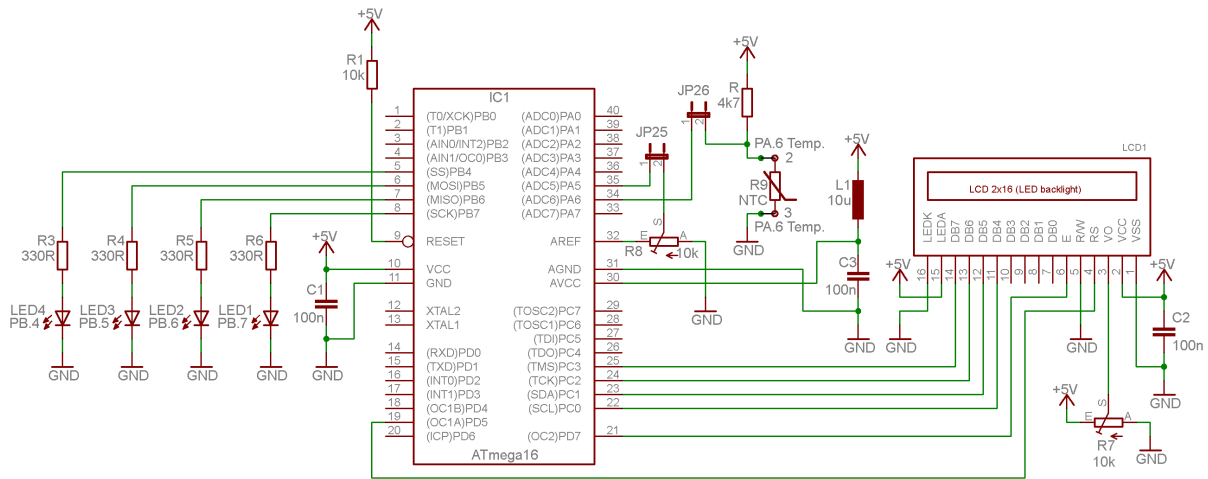 +5V
R1
10k
IC1
1 (T0/XCK)PB0 (ADC0)PA0 40
2 (T1)PB1 (ADC1)PA1 39
3 (AIN0/INT2)PB2 (ADC2)PA2 38
4 (AIN1/OC0)PB3 (ADC3)PA3 37
5 (SS)PB4 (ADC4)PA4 36
6 (MOSI)PB5 (ADC5)PA5 35
7 (MISO)PB6 (ADC6)PA6 34
8 (SCK)PB7 (ADC7)PA7 33
9 RESET AREF 32
10 VCC AGND 31
11 GND AVCC 30
12 XTAL2 (TOSC2)PC7 29
13 XTAL1 (TOSC1)PC6 28
(TDI)PC5 27
14 (RXD)PD0 (TDO)PC4 26
15 (TXD)PD1 (TMS)PC3 25
16 (INT0)PD2 (TCK)PC2 24
17 (INT1)PD3 (SDA)PC1 23
18 (OC1B)PD4 (SCL)PC0 22
19 (OC1A)PD5
20 (ICP)PD6 (OC2)PD7 21
ATmega16
R3
330R
R4
330R
R5
330R
R6
330R
LED4
PB.4
LED3
PB.5
LED2
PB.6
LED1
PB.7
GND
GND
GND
GND
+5V
C1
100n
GND
JP25
1 2
JP26
1 2
+5V
R
4k7
PA.6 Temp.
2
R9
NTC
3
PA.6 Temp.
GND
R8
E S A
10k
GND
+5V
L1
10u
C3
100n
GND
LCD1
LCD 2x16 (LED backlight)
LEDK LEDA DB7 DB6 DB5 DB4 DB3 DB2 DB1 DB0 E R/W RS VO VCC VSS
16 15 14 13 12 11 10 9 8 7 6 5 4 3 2 1
+5V
GND
GND
+5V
C2
100n
GND
+5V
E S A
R7
10k
GND